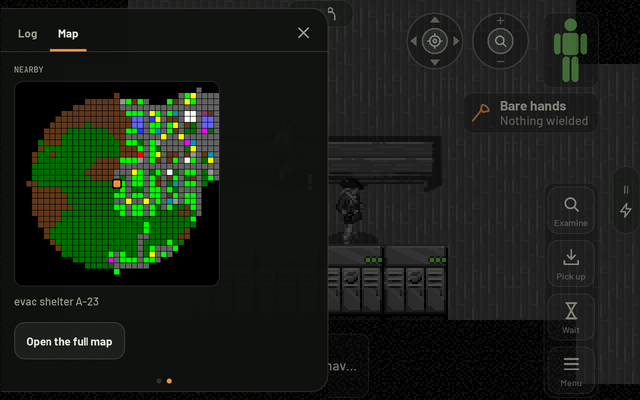 Log Map
NEARBY
evac shelter A-23
Open the full map
Bare hands
Nothing wielded
Examine
Pick up
Wait
Menu